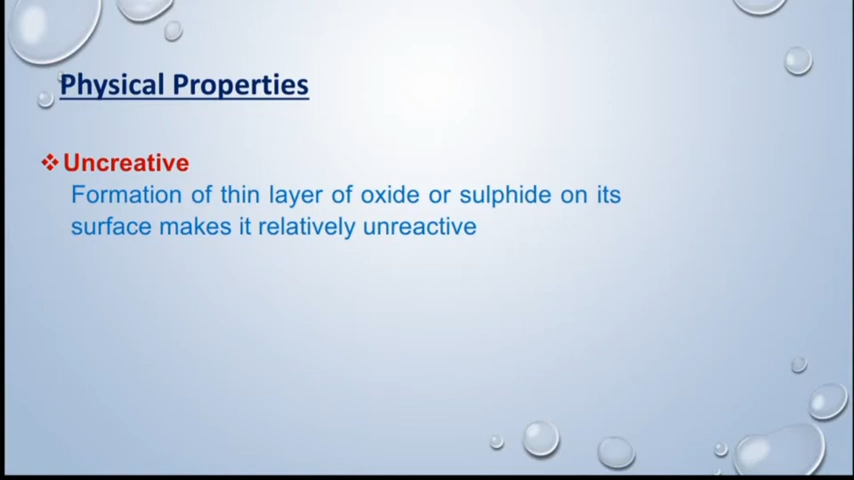 Physical Properties
❖Uncreative
Formation of thin layer of oxide or sulphide on its
surface makes it relatively unreactive